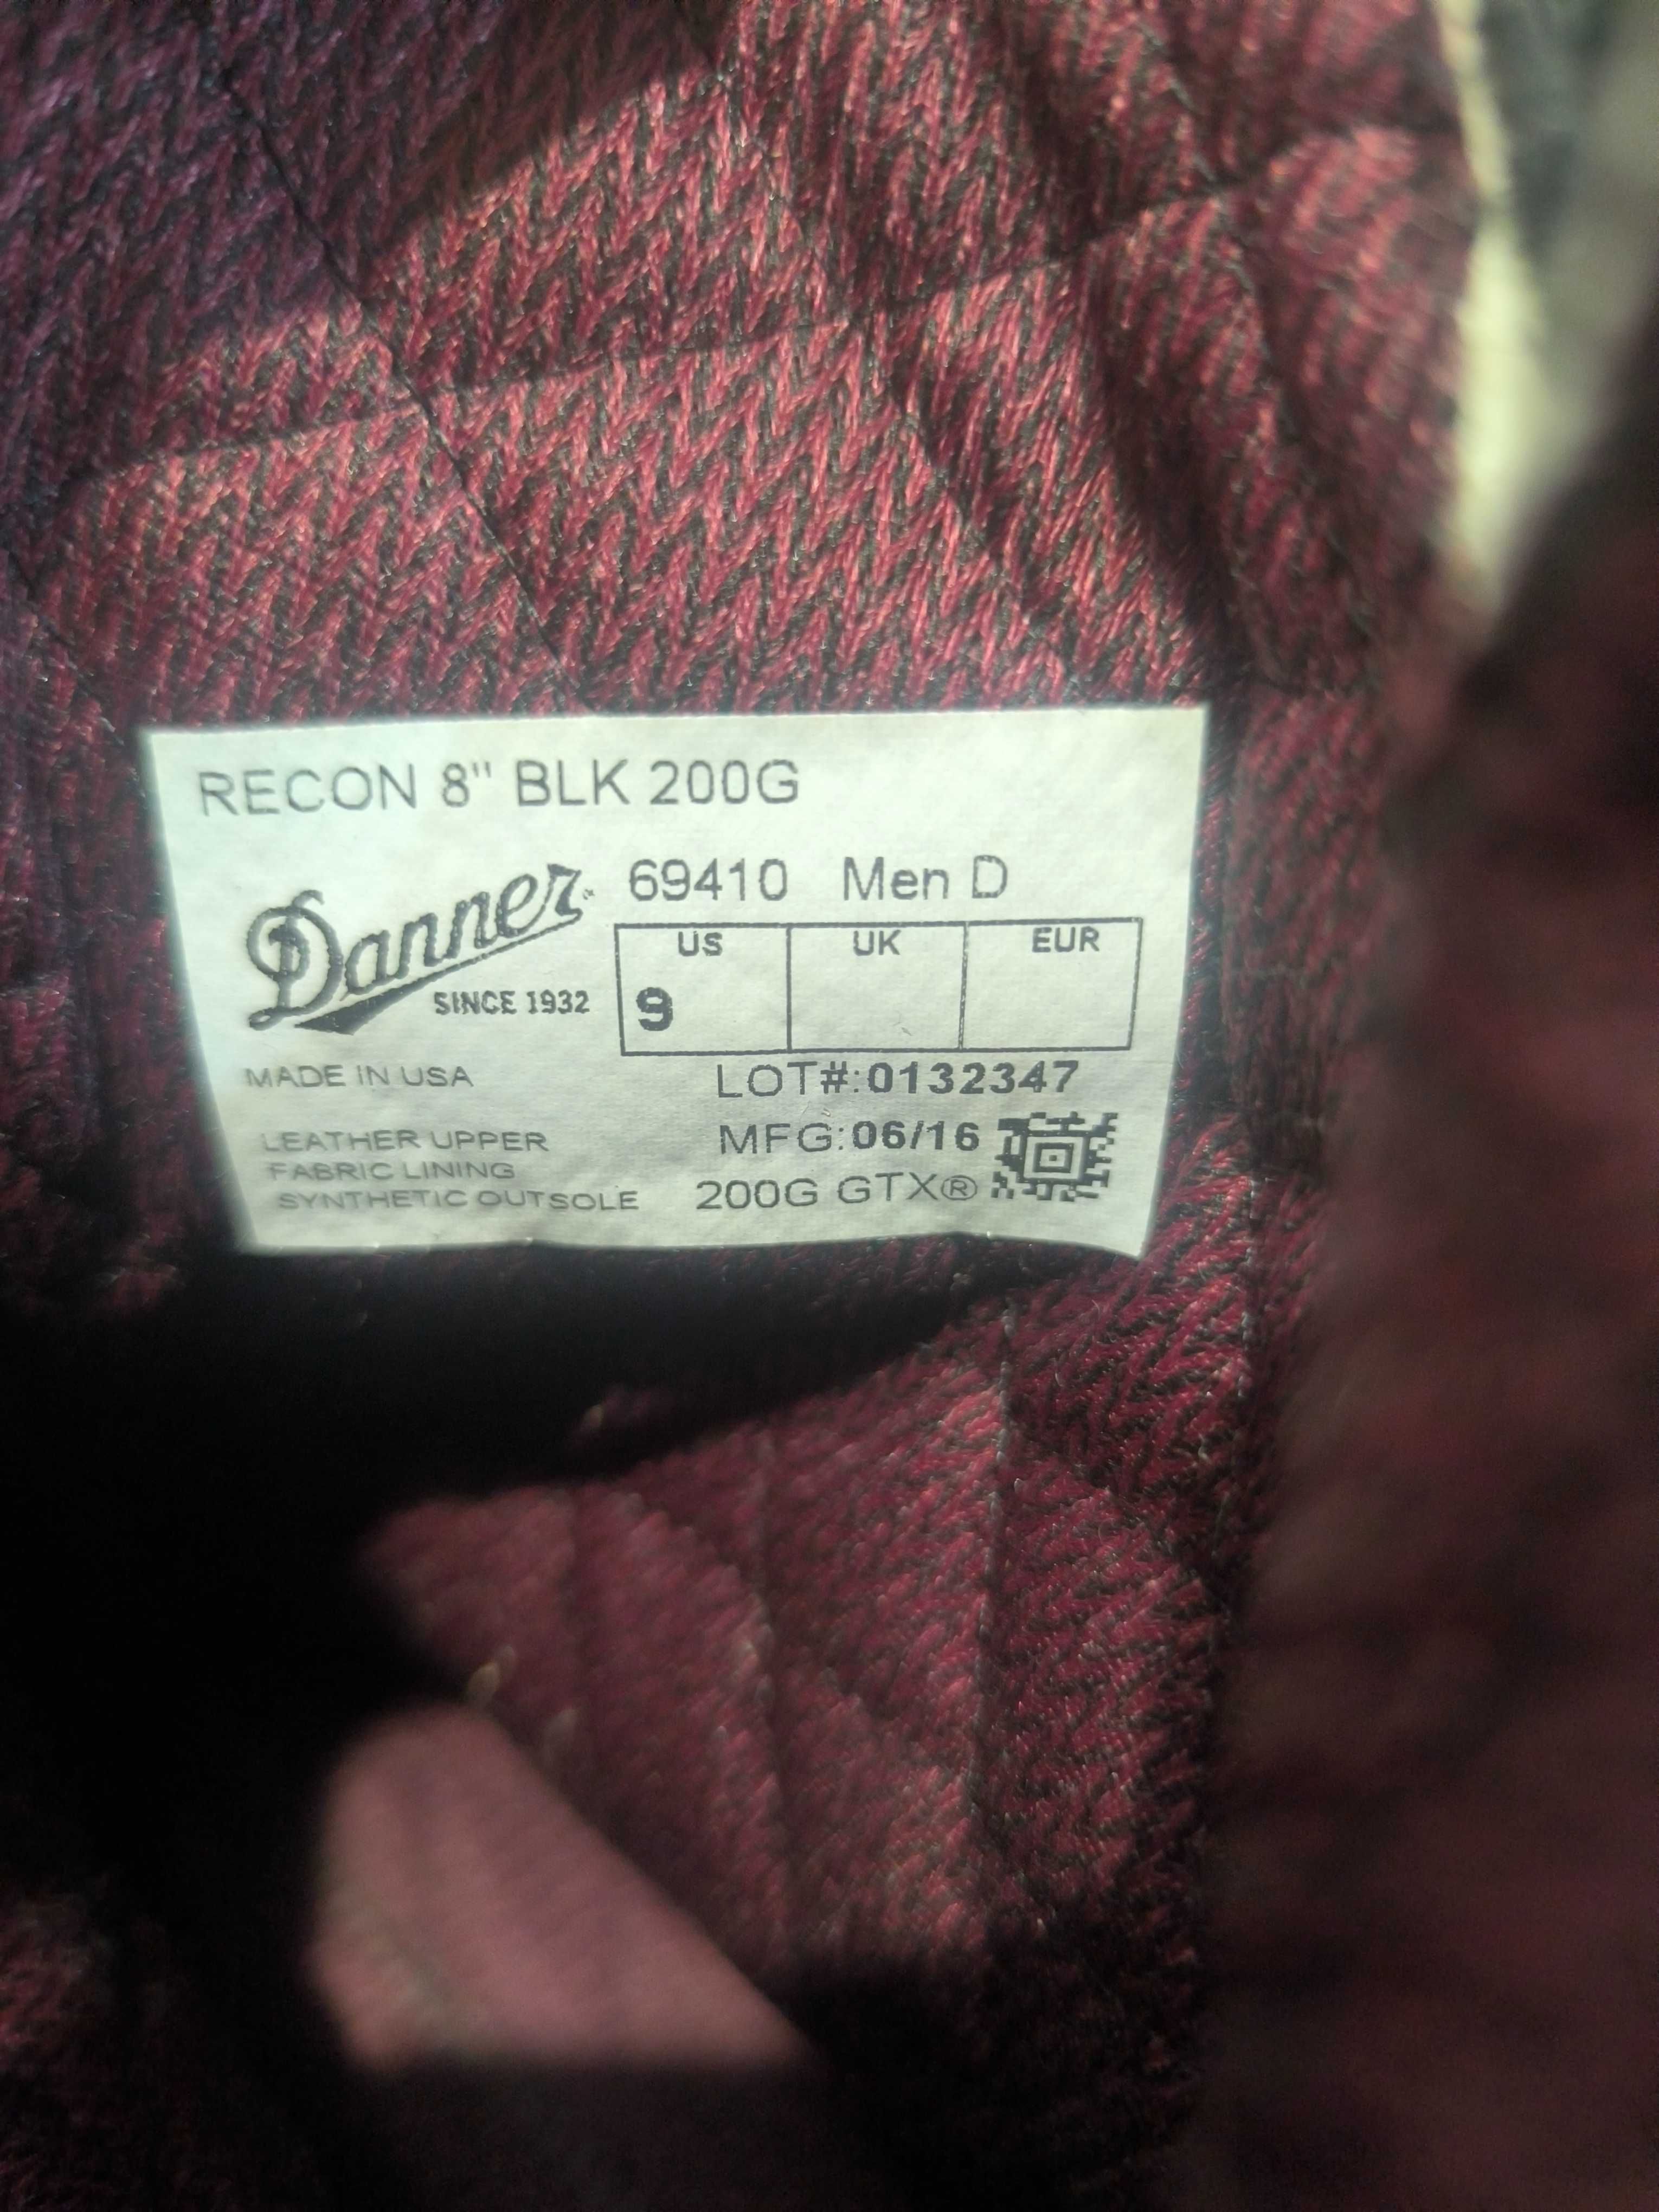 RECON 8" BLK 200G
Danner
SINCE 1932
69410 Men D
US UK EUR
9
MADE IN USA
LOT#:0132347
LEATHER UPPER
FABRIC LINING
SYNTHETIC OUTSOLE
MFG:06/16
200G GTX®